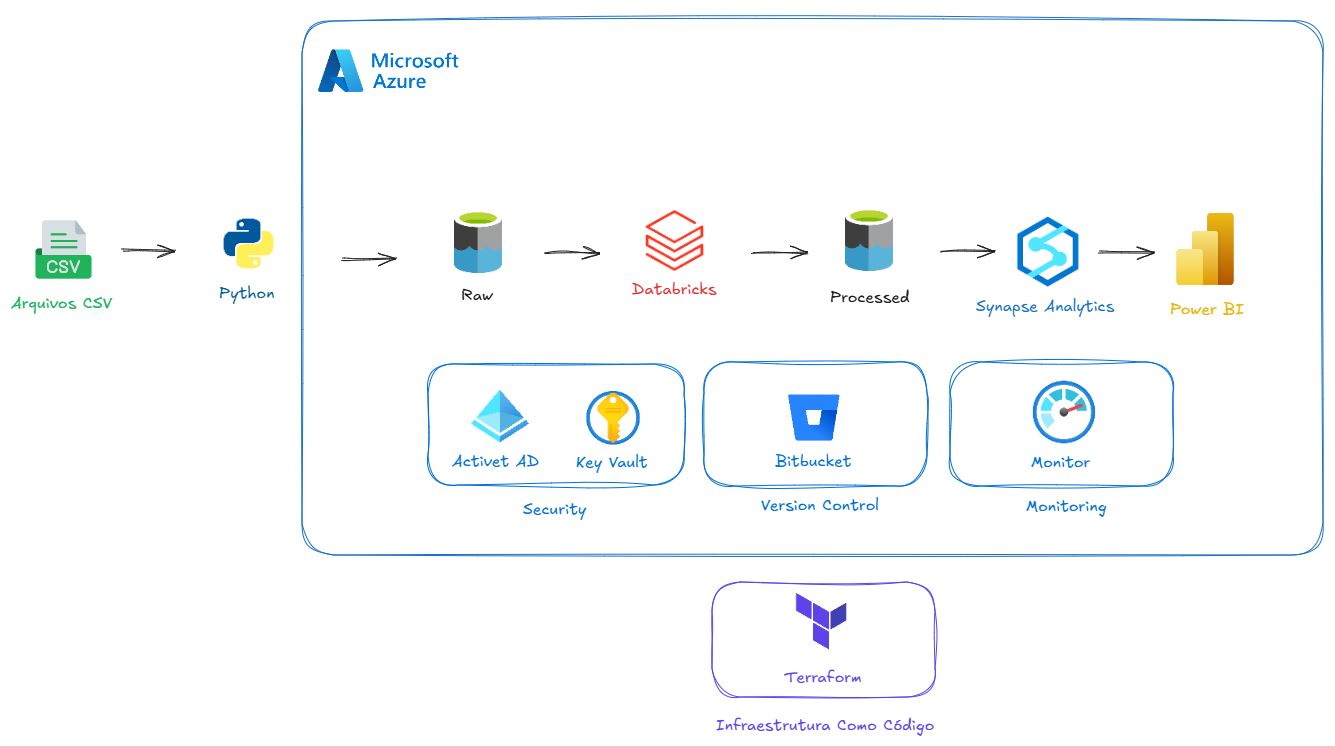 Microsoft
Azure
CSV
Arquivos CSV
Python
Raw
Databricks
Processed
Synapse Analytics
Power BI
Activet AD
Key Vault
Security
Bitbucket
Version Control
Monitor
Monitoring
Terraform
Infraestrutura Como Código